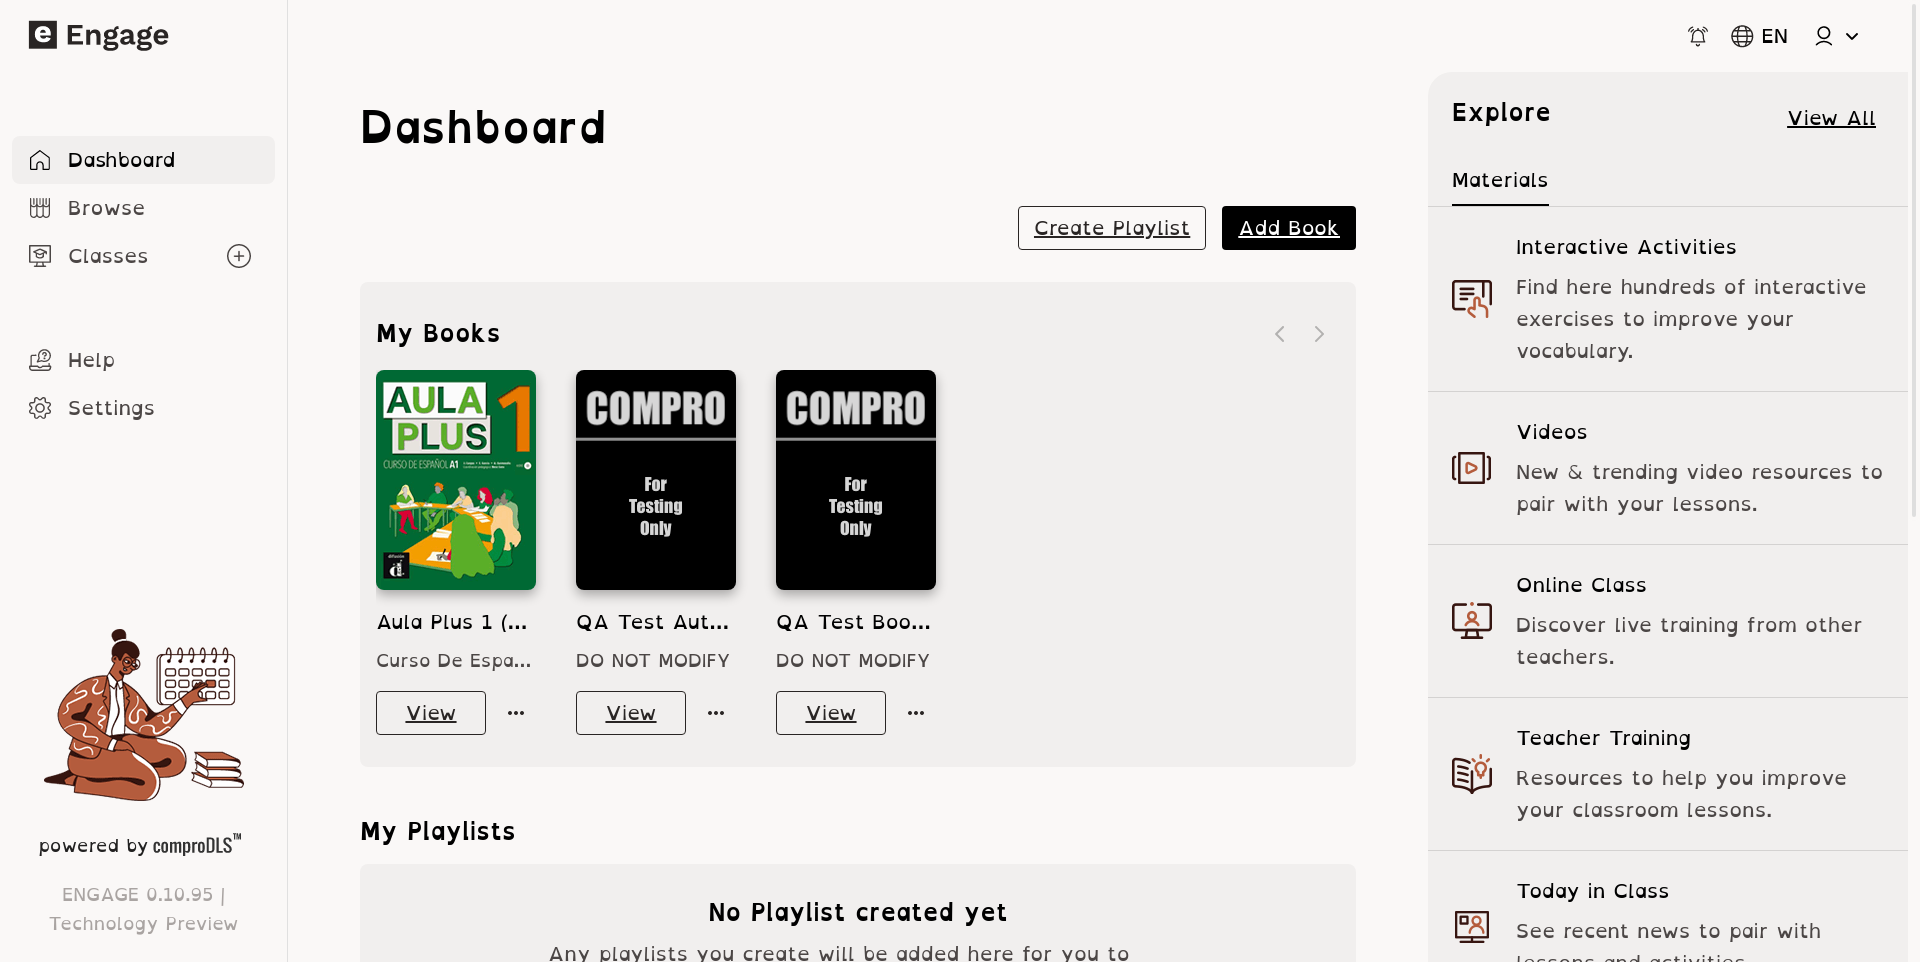 e Engage
Dashboard
Browse
Classes
Help
Settings
powered by comproDLS™
ENGAGE 0.10.95 |
Technology Preview
EN
Dashboard
Create Playlist
Add Book
My Books
AULA
PLUS 1
CURSO DE ESPAÑOL A1
Aula Plus 1 (...
Curso De Espa...
View
COMPRO
For
Testing
Only
QA Test Aut...
DO NOT MODIFY
View
COMPRO
For
Testing
Only
QA Test Boo...
DO NOT MODIFY
View
My Playlists
No Playlist created yet
Any playlists you create will be added here for you to
Explore
View All
Materials
Interactive Activities
Find here hundreds of interactive
exercises to improve your
vocabulary.
Videos
New & trending video resources to
pair with your lessons.
Online Class
Discover live training from other
teachers.
Teacher Training
Resources to help you improve
your classroom lessons.
Today in Class
See recent news to pair with
lessons and activities